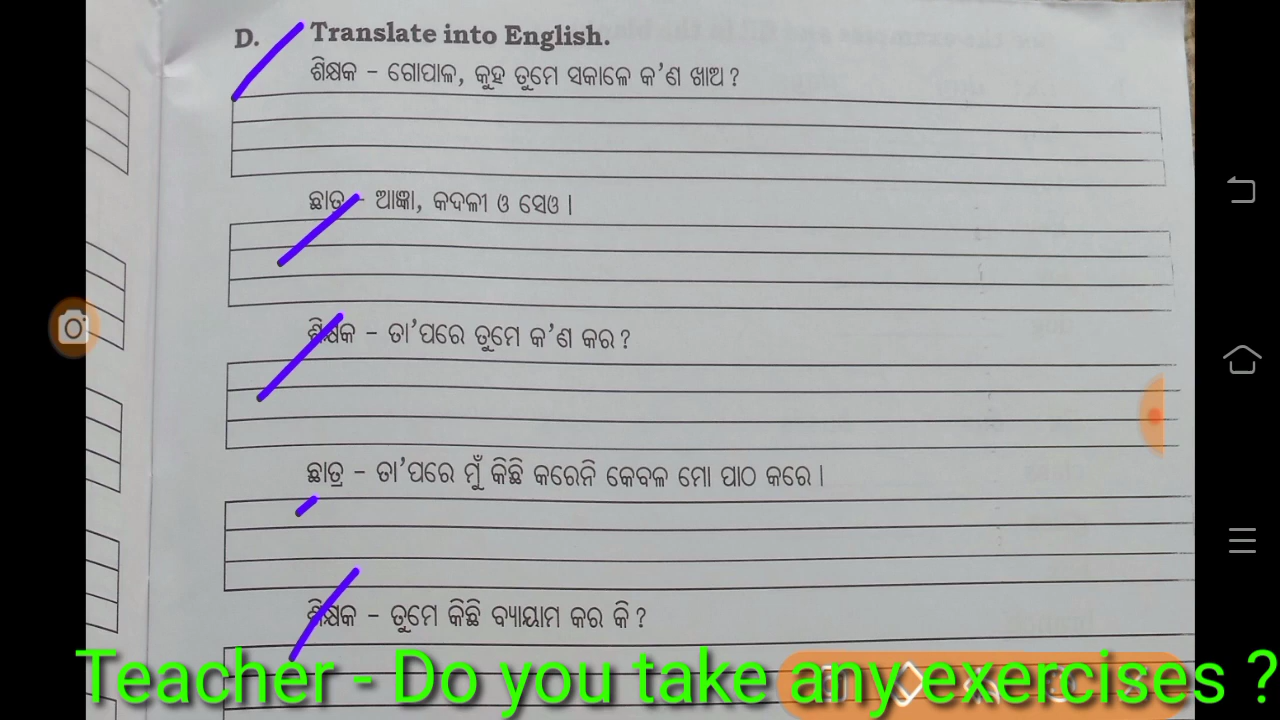 D. Translate into English.
ଶିକ୍ଷକ – ଗୋପାଳ, କୁହ ତୁମେ ସକାଳେ କ'ଣ ଖାଅ ?
ଛାତ୍ର – ଆଜ୍ଞା, କଦଳୀ ଓ ସେଓ ।
ଶିକ୍ଷକ – ତା'ପରେ ତୁମେ କ'ଣ କର ?
ଛାତ୍ର – ତା'ପରେ ମୁଁ କିଛି କରେନି କେବଳ ମୋ ପାଠ କରେ ।
ଶିକ୍ଷକ – ତୁମେ କିଛି ବ୍ୟାୟାମ କର କି ?
Teacher - Do you take any exercises ?